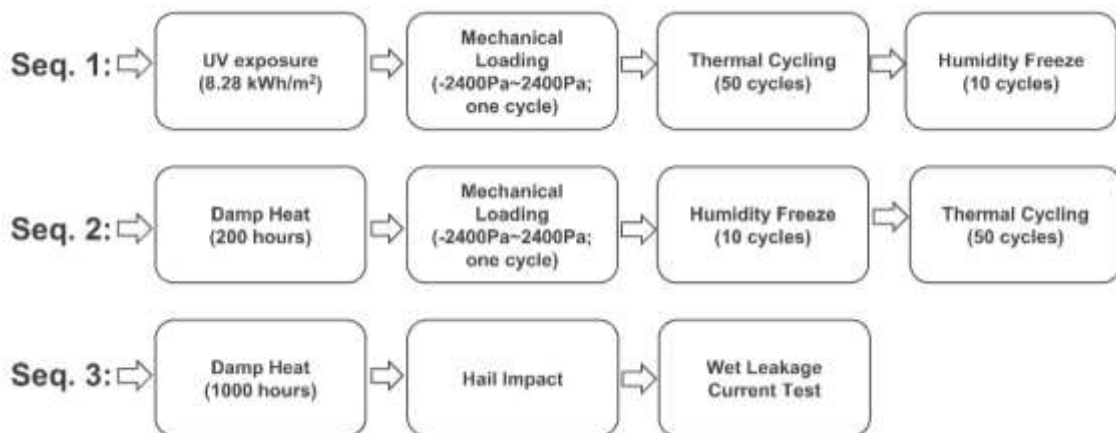 Seq. 1:
UV exposure
(8.28 kWh/m²)
Mechanical
Loading
(-2400Pa~2400Pa;
one cycle)
Thermal Cycling
(50 cycles)
Humidity Freeze
(10 cycles)
Seq. 2:
Damp Heat
(200 hours)
Mechanical
Loading
(-2400Pa~2400Pa;
one cycle)
Humidity Freeze
(10 cycles)
Thermal Cycling
(50 cycles)
Seq. 3:
Damp Heat
(1000 hours)
Hail Impact
Wet Leakage
Current Test